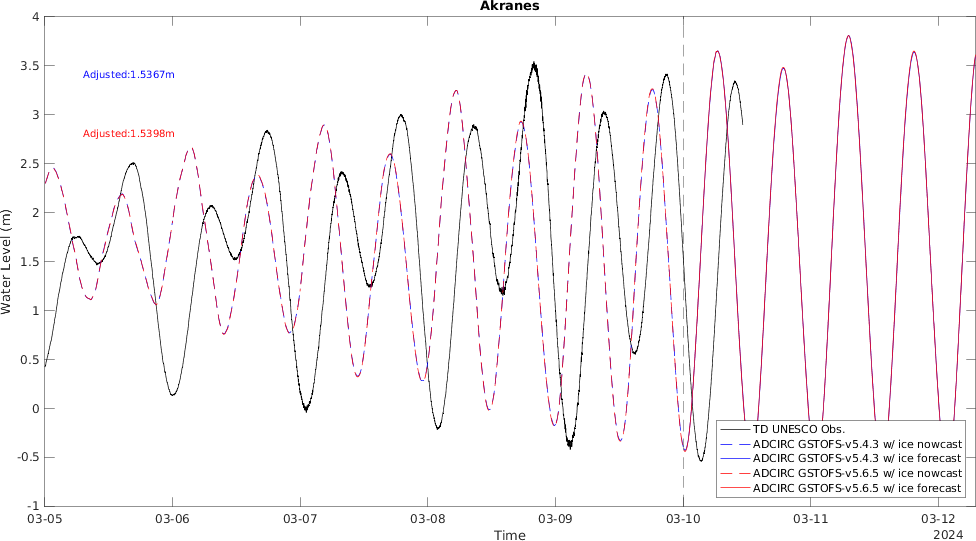 Akranes
4
3.5
3
2.5
2
1.5
1
0.5
0
-0.5
-1
Water Level (m)
Adjusted:1.5367m
Adjusted:1.5398m
TD UNESCO Obs.
ADCIRC GSTOFS-v5.4.3 w/ ice nowcast
ADCIRC GSTOFS-v5.4.3 w/ ice forecast
ADCIRC GSTOFS-v5.6.5 w/ ice nowcast
ADCIRC GSTOFS-v5.6.5 w/ ice forecast
03-05 03-06 03-07 03-08 03-09 03-10 03-11 03-12
Time
2024